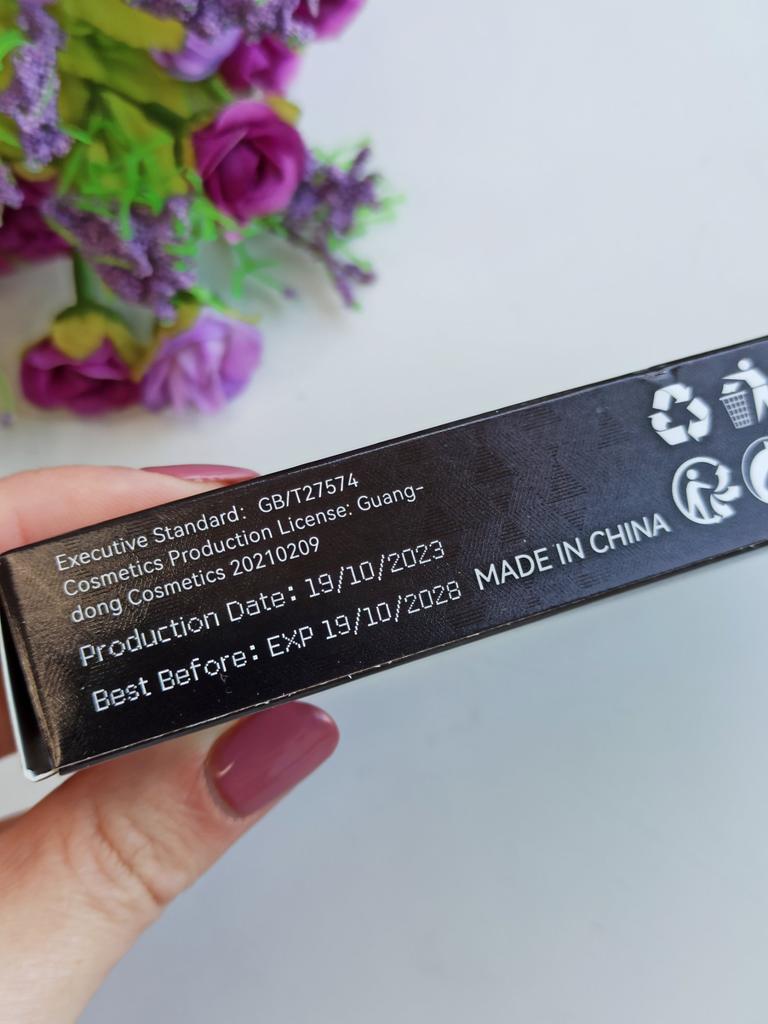 Executive Standard: GB/T27574
Cosmetics Production License: Guang-
dong Cosmetics 20210209
Production Date: 19/10/2023
Best Before: EXP 19/10/2028
MADE IN CHINA